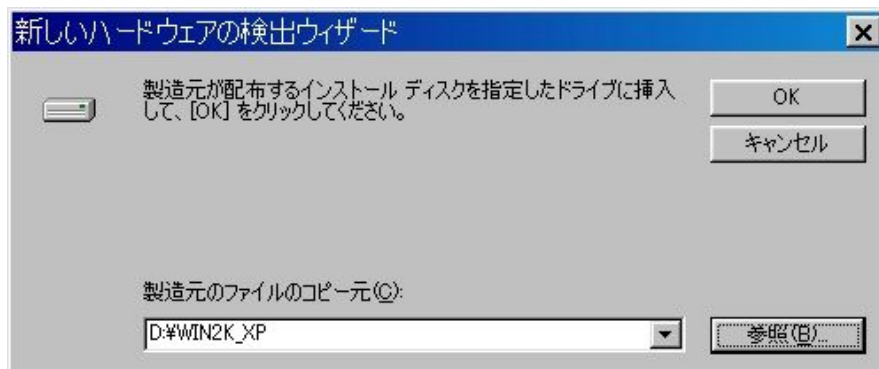 新しいハードウェアの検出ウィザード
製造元が配布するインストール ディスクを指定したドライブに挿入
して、[OK] をクリックしてください。
OK
キャンセル
製造元のファイルのコピー元(C):
D:¥WIN2K_XP
参照(B)...